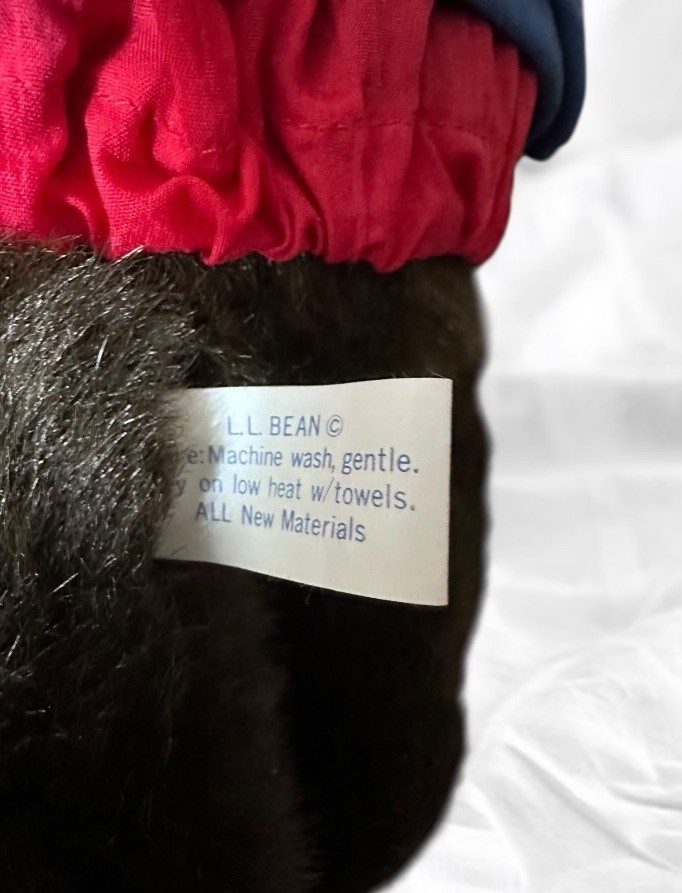 L.L. BEAN ©
e: Machine wash, gentle.
y on low heat w/towels.
ALL New Materials